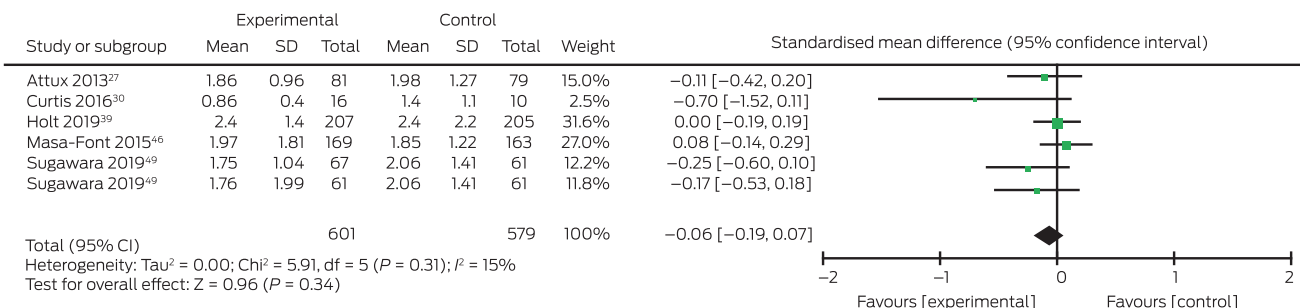 Experimental Control
Study or subgroup Mean SD Total Mean SD Total Weight Standardised mean difference (95% confidence interval)
Attux 2013²⁷ 1.86 0.96 81 1.98 1.27 79 15.0% −0.11 [−0.42, 0.20]
Curtis 2016³⁰ 0.86 0.4 16 1.4 1.1 10 2.5% −0.70 [−1.52, 0.11]
Holt 2019³⁹ 2.4 1.4 207 2.4 2.2 205 31.6% 0.00 [−0.19, 0.19]
Masa-Font 2015⁴⁶ 1.97 1.81 169 1.85 1.22 163 27.0% 0.08 [−0.14, 0.29]
Sugawara 2019⁴⁹ 1.75 1.04 67 2.06 1.41 61 12.2% −0.25 [−0.60, 0.10]
Sugawara 2019⁴⁹ 1.76 1.99 61 2.06 1.41 61 11.8% −0.17 [−0.53, 0.18]
601 579 100% −0.06 [−0.19, 0.07]
Total (95% CI)
Heterogeneity: Tau² = 0.00; Chi² = 5.91, df = 5 (P = 0.31); I² = 15%
Test for overall effect: Z = 0.96 (P = 0.34)
−2 −1 0 1 2
Favours [experimental] Favours [control]